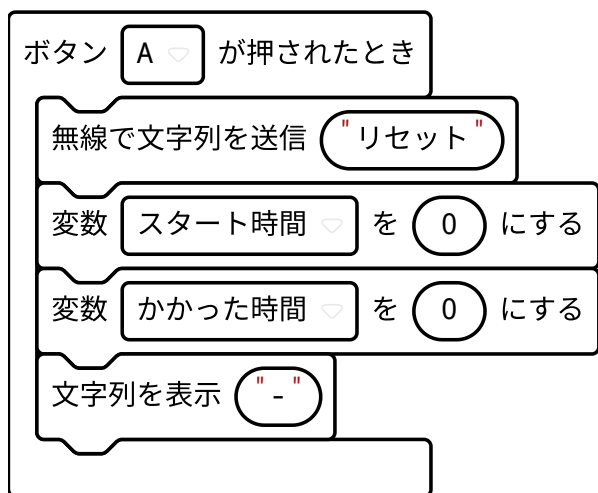 ボタン A が押されたとき
無線で文字列を送信 "リセット"
変数 スタート時間 を 0 にする
変数 かかった時間 を 0 にする
文字列を表示 "-"